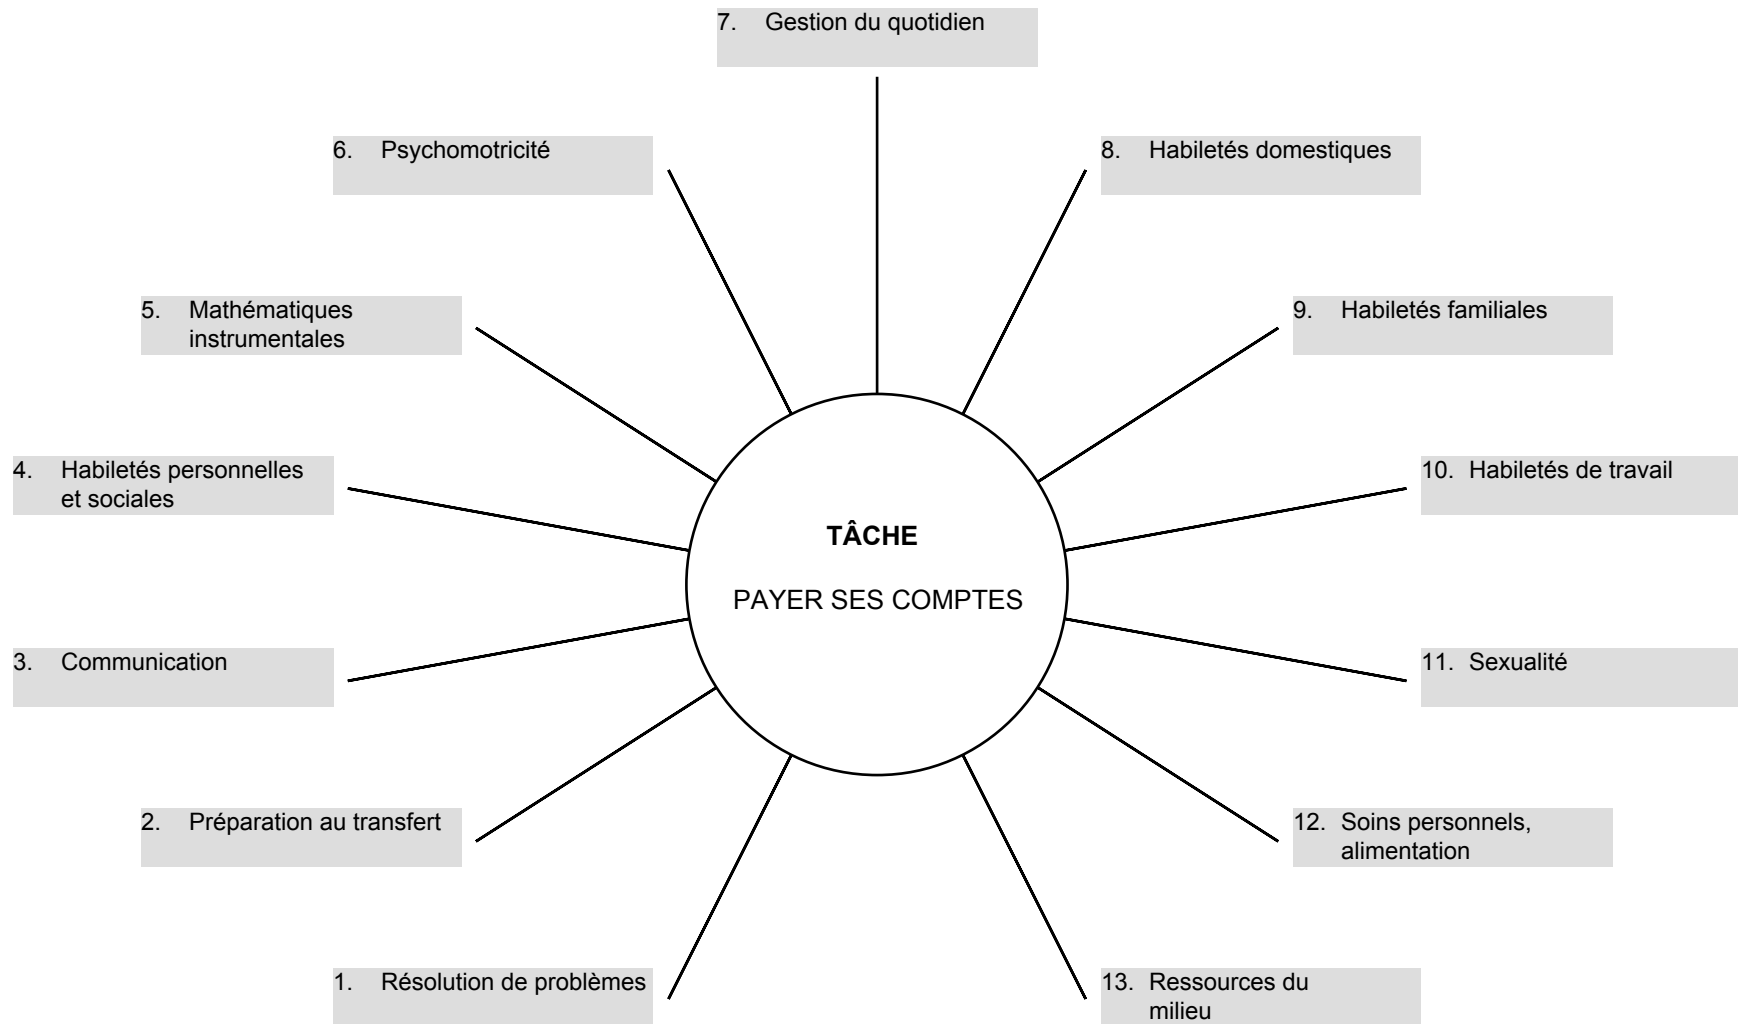 7. Gestion du quotidien
6. Psychomotricité
8. Habiletés domestiques
5. Mathématiques
instrumentales
9. Habiletés familiales
4. Habiletés personnelles
et sociales
10. Habiletés de travail
TÂCHE
PAYER SES COMPTES
3. Communication
11. Sexualité
2. Préparation au transfert
12. Soins personnels,
alimentation
1. Résolution de problèmes
13. Ressources du
milieu